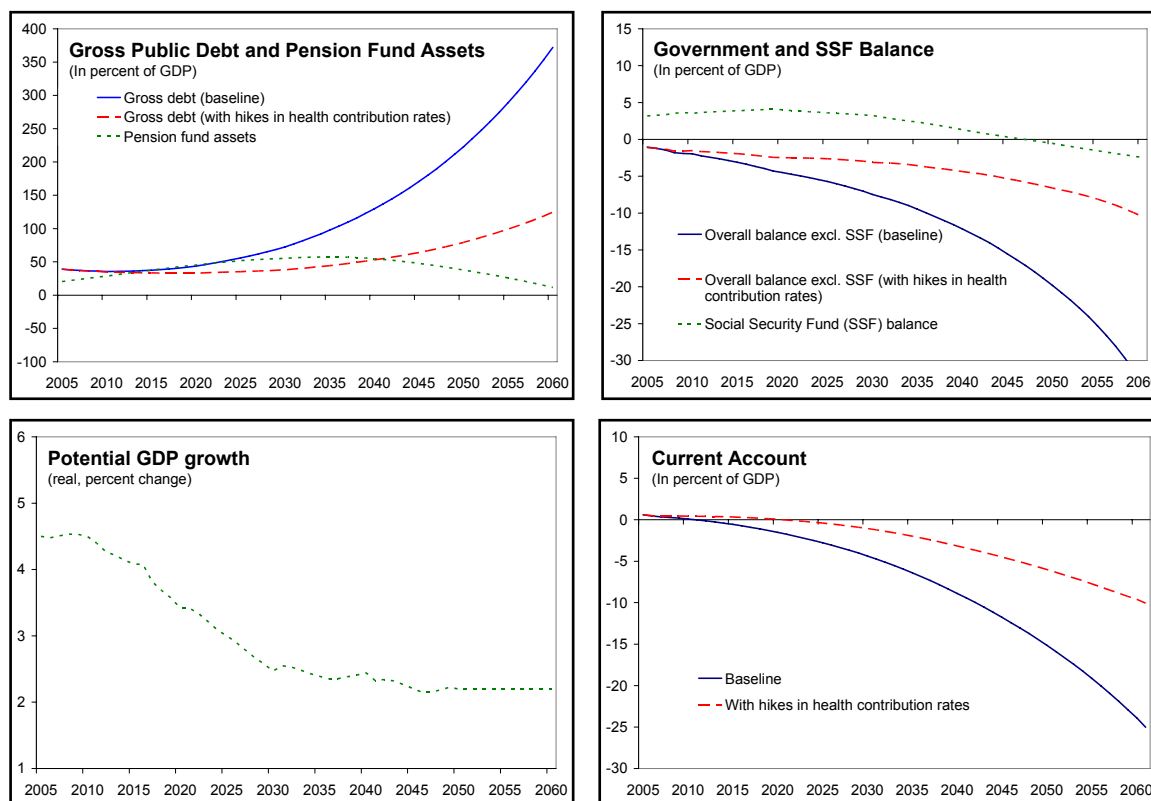 Gross Public Debt and Pension Fund Assets
(In percent of GDP)
Gross debt (baseline)
Gross debt (with hikes in health contribution rates)
Pension fund assets
400
350
300
250
200
150
100
50
0
-50
-100
2005 2010 2015 2020 2025 2030 2035 2040 2045 2050 2055 2060
Government and SSF Balance
(In percent of GDP)
15
10
5
0
-5
-10
-15
-20
-25
-30
Overall balance excl. SSF (baseline)
Overall balance excl. SSF (with hikes in health
contribution rates)
Social Security Fund (SSF) balance
2005 2010 2015 2020 2025 2030 2035 2040 2045 2050 2055 2060
Potential GDP growth
(real, percent change)
6
5
4
3
2
1
2005 2010 2015 2020 2025 2030 2035 2040 2045 2050 2055 2060
Current Account
(In percent of GDP)
10
5
0
-5
-10
-15
-20
-25
-30
Baseline
With hikes in health contribution rates
2005 2010 2015 2020 2025 2030 2035 2040 2045 2050 2055 2060